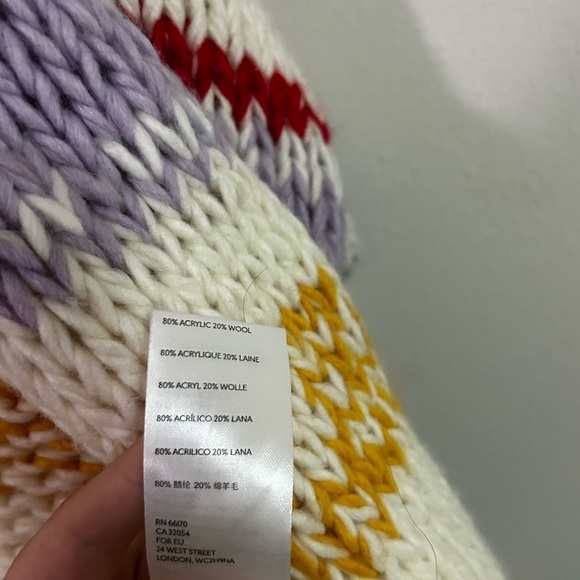 80% ACRYLIC 20% WOOL
80% ACRYLIQUE 20% LAINE
80% ACRYL 20% WOLLE
80% ACRÍLICO 20% LANA
80% ACRILICO 20% LANA
80% 腈纶 20% 绵羊毛
RN 66170
CA 32054
FOR EU
24 WEST STREET
LONDON, WC2H9NA